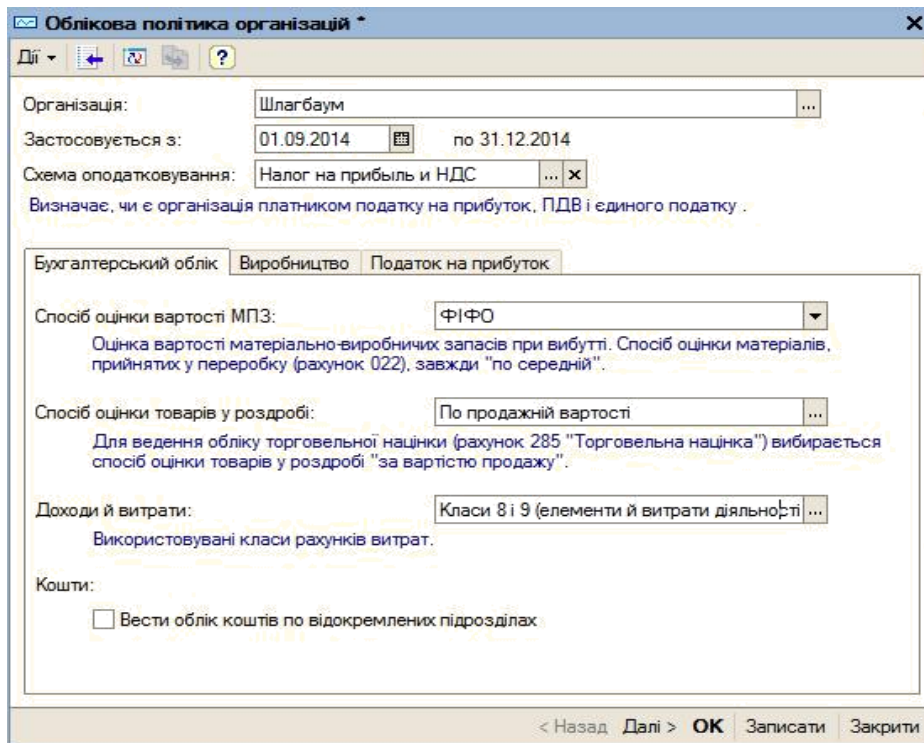 Облікова політика організацій *
Дії
Організація: Шлагбаум ...
Застосовується з: 01.09.2014 по 31.12.2014
Схема оподатковування: Налог на прибыль и НДС ... ×
Визначає, чи є організація платником податку на прибуток, ПДВ і єдиного податку .
Бухгалтерський облік Виробництво Податок на прибуток
Спосіб оцінки вартості МПЗ: ФІФО
Оцінка вартості матеріально-виробничих запасів при вибутті. Спосіб оцінки матеріалів,
прийнятих у переробку (рахунок 022), завжди "по середній".
Спосіб оцінки товарів у роздробі: По продажній вартості ...
Для ведення обліку торговельної націнки (рахунок 285 "Торговельна націнка") вибирається
спосіб оцінки товарів у роздробі "за вартістю продажу".
Доходи й витрати: Класи 8 і 9 (елементи й витрати діяльності ...
Використовувані класи рахунків витрат.
Кошти:
Вести облік коштів по відокремлених підрозділах
< Назад Далі > OK Записати Закрити